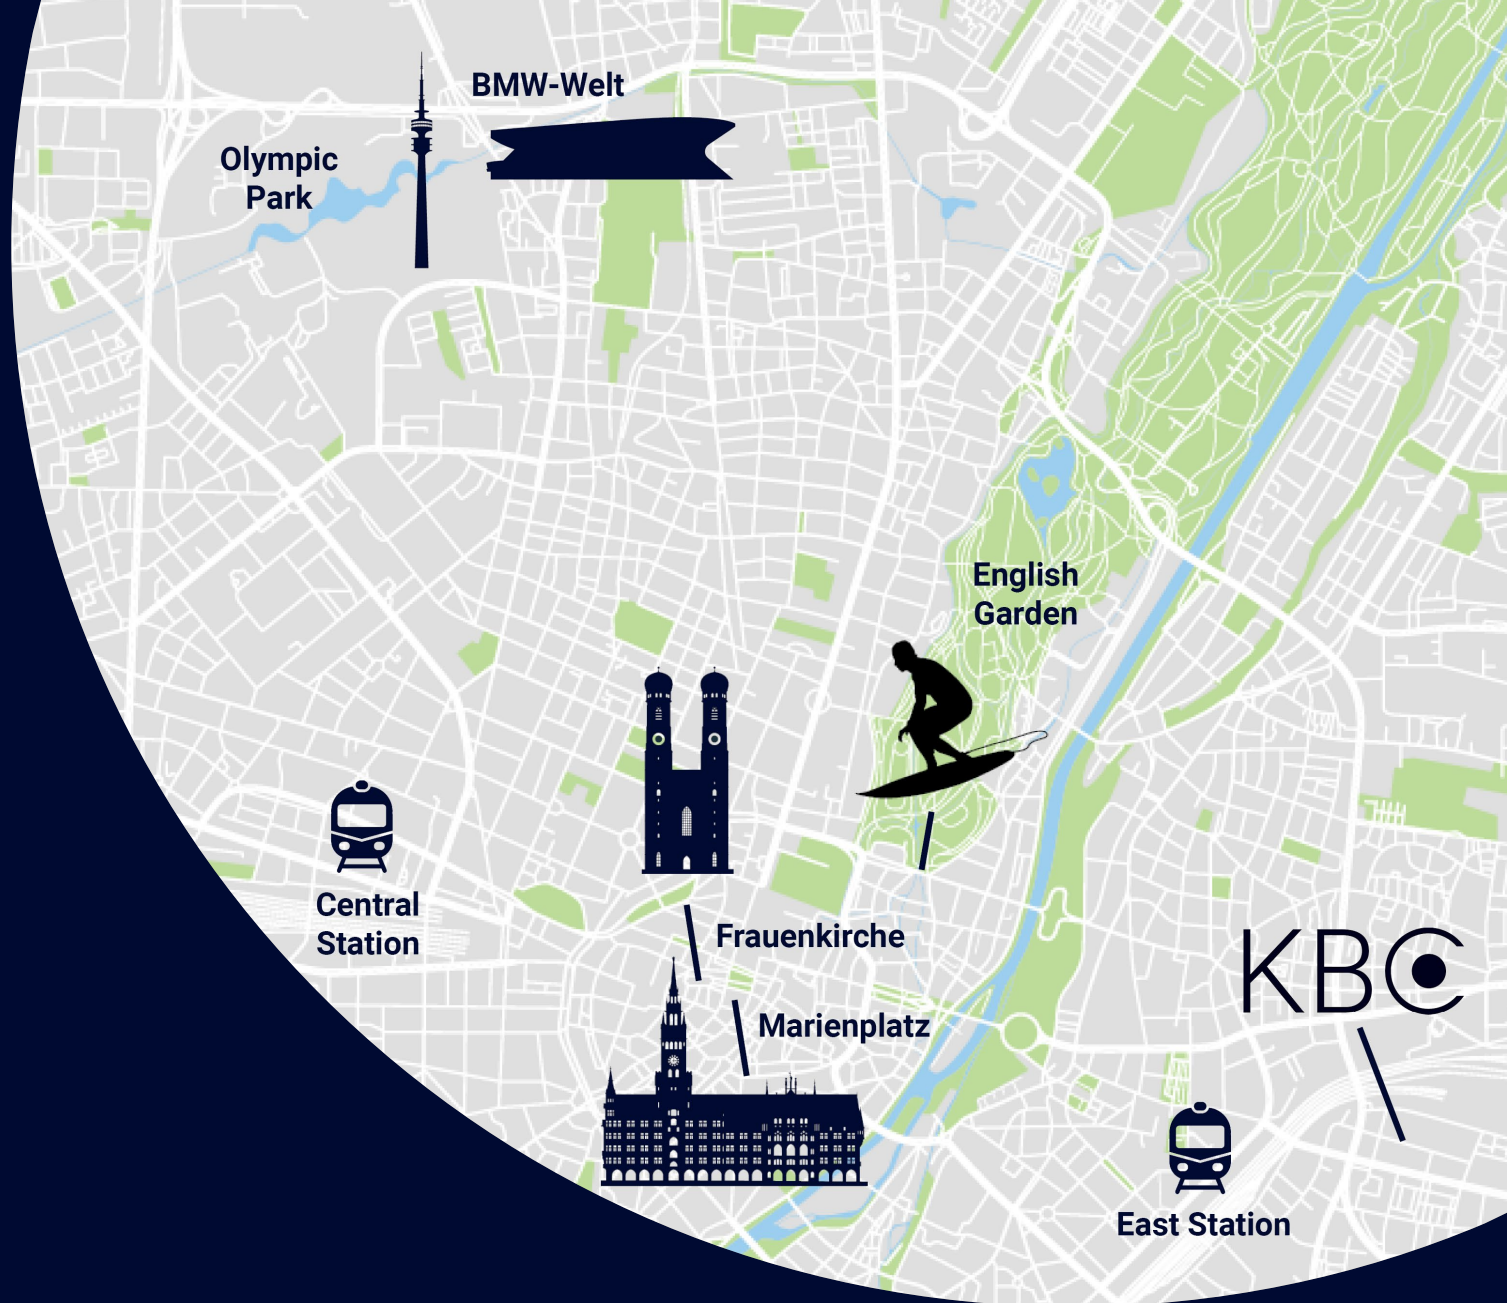 BMW-Welt
Olympic
Park
English
Garden
Central
Station
Frauenkirche
KBC
Marienplatz
East Station